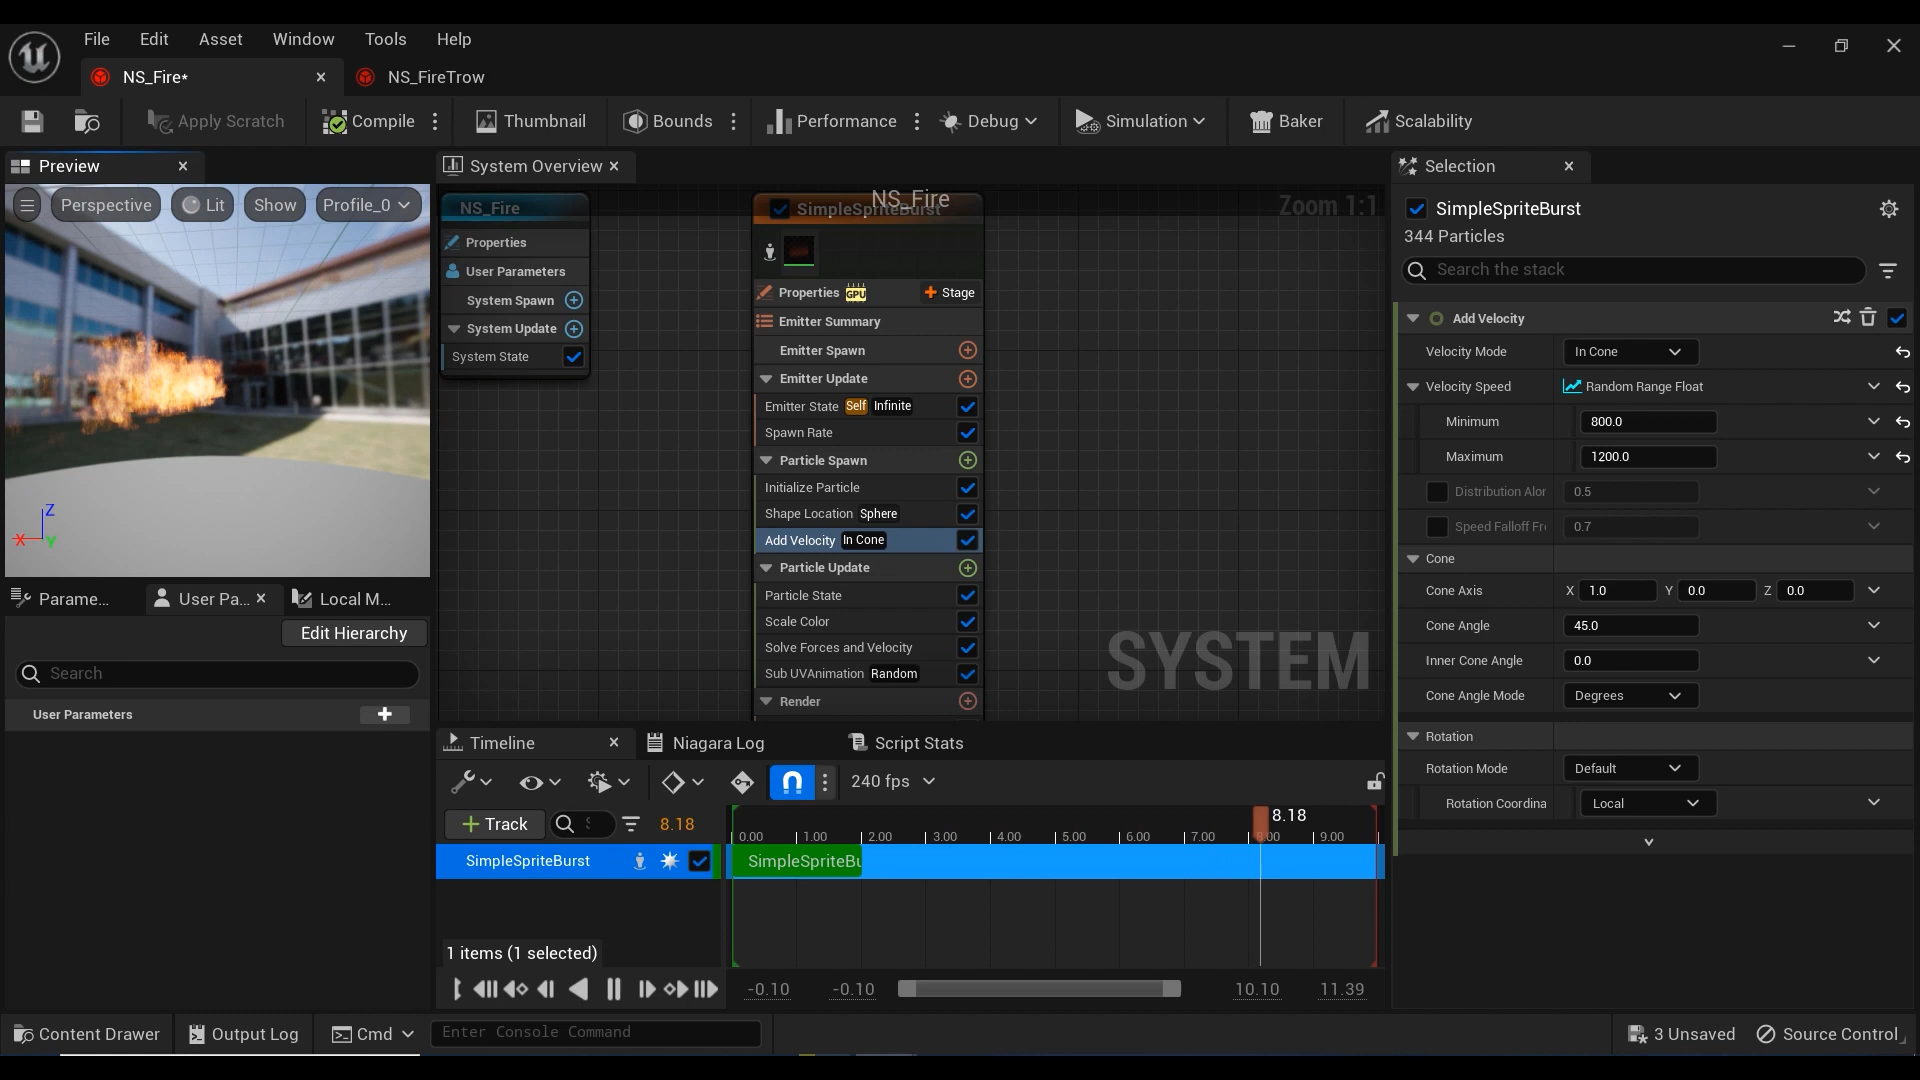 File Edit Asset Window Tools Help
NS_Fire* NS_FireTrow
Apply Scratch Compile Thumbnail Bounds Performance Debug Simulation Baker Scalability
Preview
Perspective Lit Show Profile_0
Z
X Y
Parame... User Pa... Local M...
Edit Hierarchy
Search
User Parameters
System Overview
NS_Fire
Zoom 1:1
NS_Fire
Properties
User Parameters
System Spawn
System Update
System State
SimpleSpriteBurst
Properties GPU Stage
Emitter Summary
Emitter Spawn
Emitter Update
Emitter State Self Infinite
Spawn Rate
Particle Spawn
Initialize Particle
Shape Location Sphere
Add Velocity In Cone
Particle Update
Particle State
Scale Color
Solve Forces and Velocity
Sub UVAnimation Random
Render
SYSTEM
Timeline Niagara Log Script Stats
240 fps
Track 8.18
8.18
0.00 1.00 2.00 3.00 4.00 5.00 6.00 7.00 8.00 9.00
SimpleSpriteBurst SimpleSpriteBu
1 items (1 selected)
-0.10 -0.10 10.10 11.39
Selection
SimpleSpriteBurst
344 Particles
Search the stack
Add Velocity
Velocity Mode In Cone
Velocity Speed Random Range Float
Minimum 800.0
Maximum 1200.0
Distribution Alor 0.5
Speed Falloff Fr 0.7
Cone
Cone Axis X 1.0 Y 0.0 Z 0.0
Cone Angle 45.0
Inner Cone Angle 0.0
Cone Angle Mode Degrees
Rotation
Rotation Mode Default
Rotation Coordina Local
Content Drawer Output Log Cmd Enter Console Command 3 Unsaved Source Control